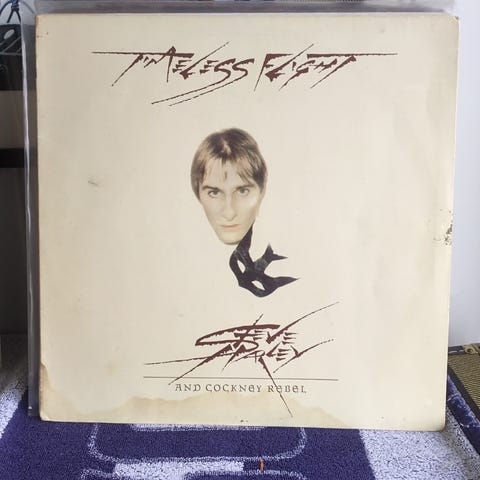 TIMELESS FLIGHT
STEVE
HARLEY
AND COCKNEY REBEL